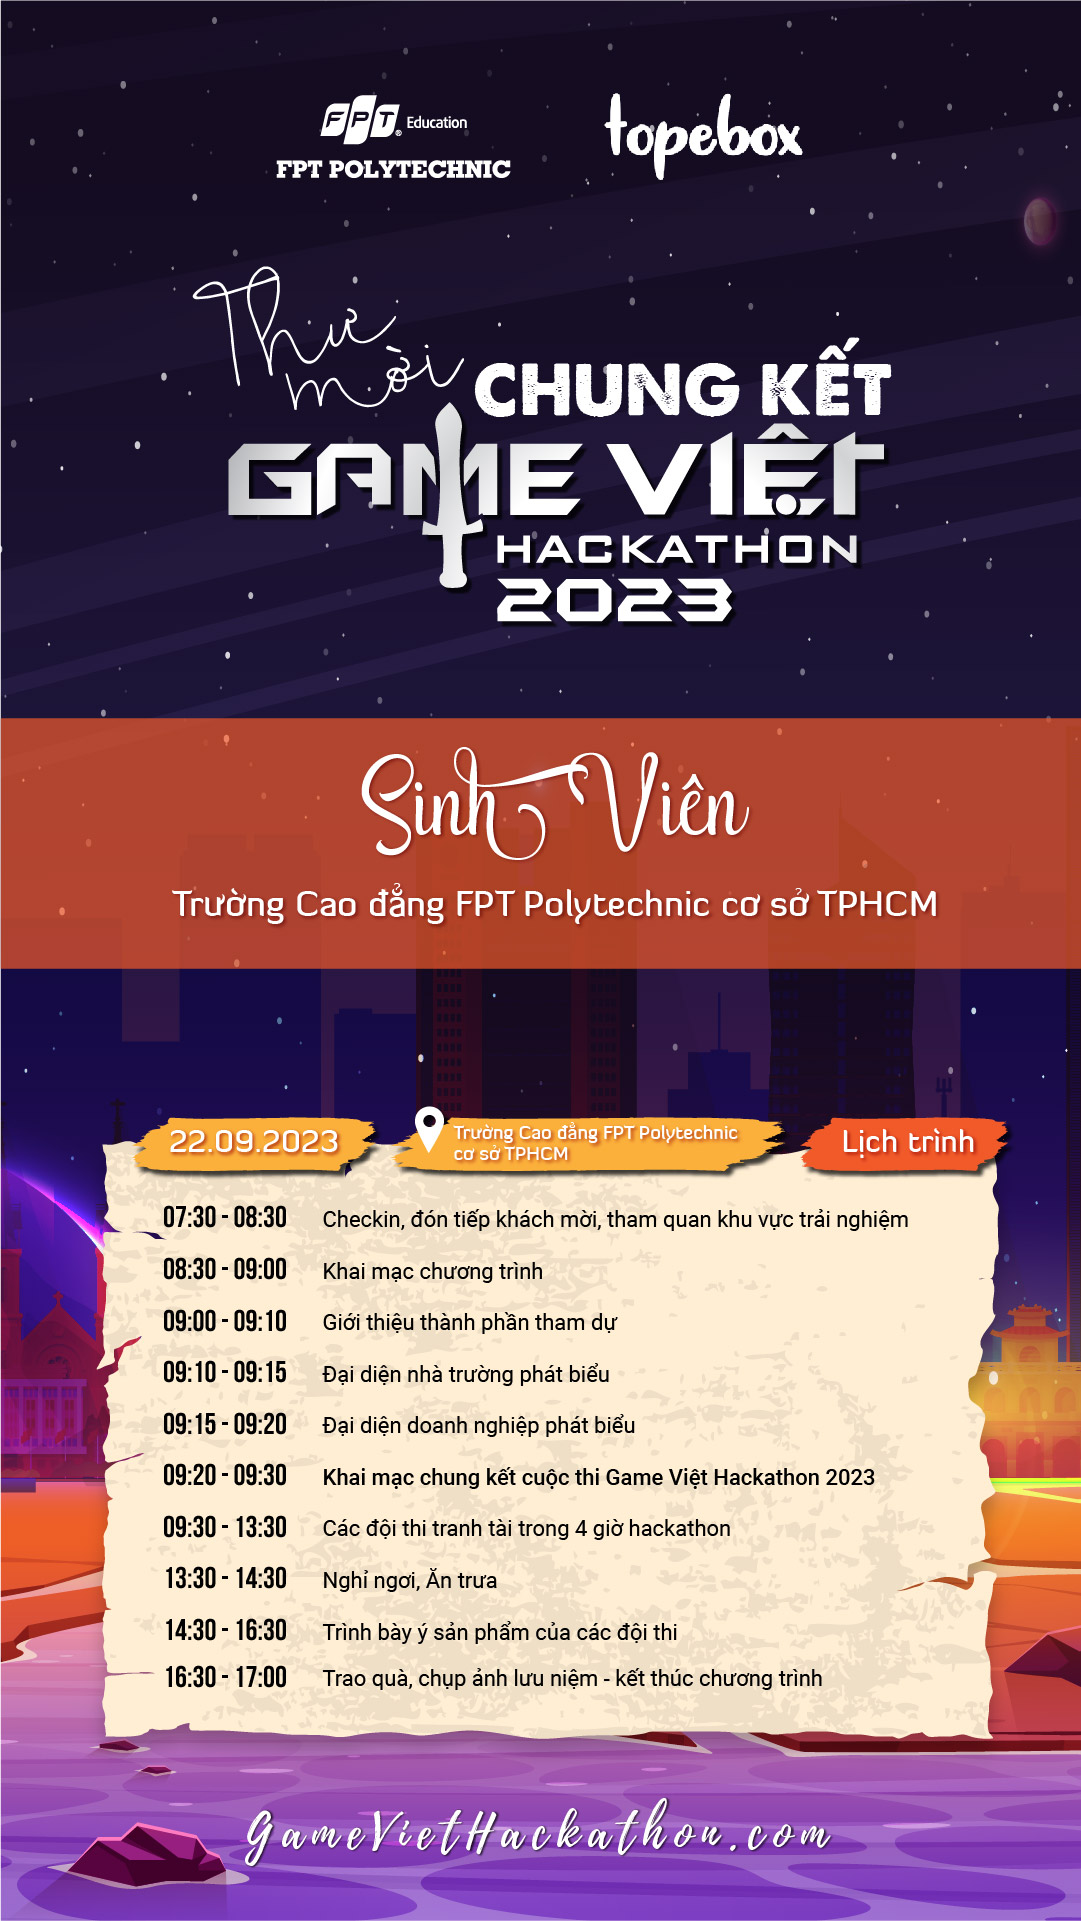 FPT Education
FPT POLYTECHNIC
topebox
Thư mời
CHUNG KẾT
GAME VIỆT
HACKATHON
2023
Sinh Viên
Trường Cao đẳng FPT Polytechnic cơ sở TPHCM
22.09.2023
Trường Cao đẳng FPT Polytechnic
cơ sở TPHCM
Lịch trình
07:30 - 08:30 Checkin, đón tiếp khách mời, tham quan khu vực trải nghiệm
08:30 - 09:00 Khai mạc chương trình
09:00 - 09:10 Giới thiệu thành phần tham dự
09:10 - 09:15 Đại diện nhà trường phát biểu
09:15 - 09:20 Đại diện doanh nghiệp phát biểu
09:20 - 09:30 Khai mạc chung kết cuộc thi Game Việt Hackathon 2023
09:30 - 13:30 Các đội thi tranh tài trong 4 giờ hackathon
13:30 - 14:30 Nghỉ ngơi, Ăn trưa
14:30 - 16:30 Trình bày ý sản phẩm của các đội thi
16:30 - 17:00 Trao quà, chụp ảnh lưu niệm - kết thúc chương trình
GameVietHackathon.com